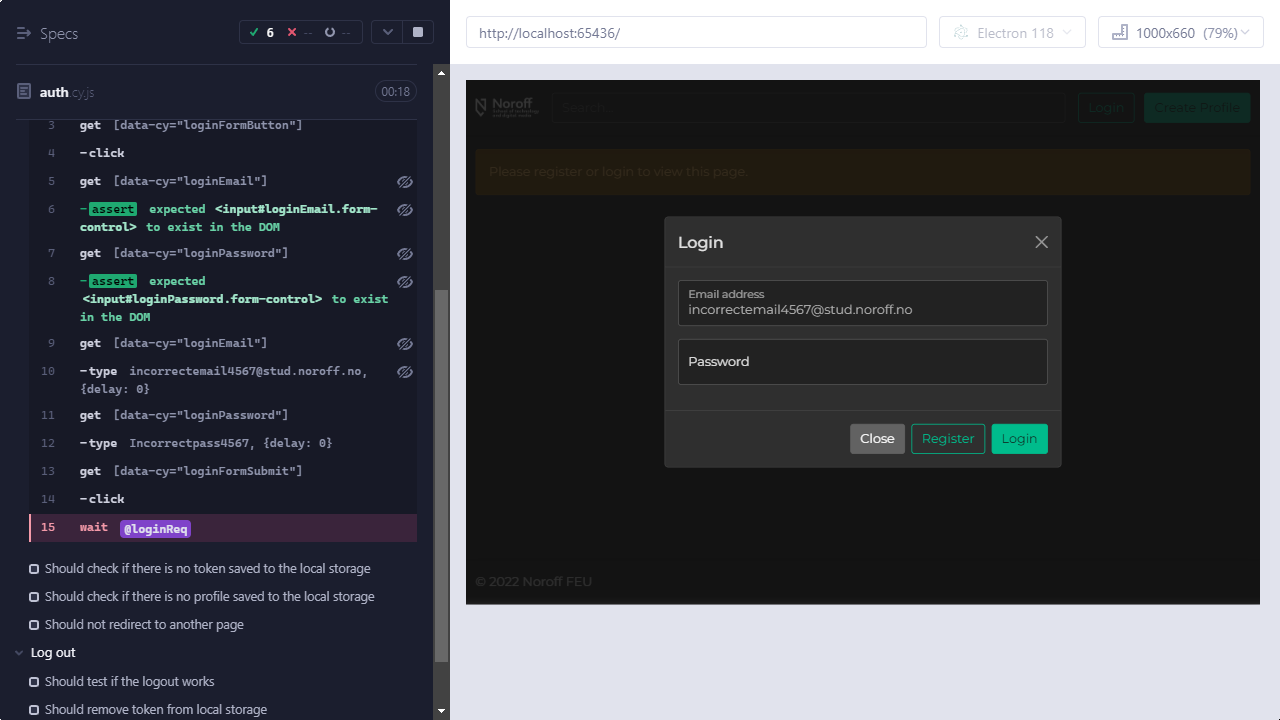 Specs
6
--
--
auth.cy.js
00:18
3 get [data-cy="loginFormButton"]
4 -click
5 get [data-cy="loginEmail"]
6 -assert expected <input#loginEmail.form-
control> to exist in the DOM
7 get [data-cy="loginPassword"]
8 -assert expected
<input#loginPassword.form-control> to exist
in the DOM
9 get [data-cy="loginEmail"]
10 -type incorrectemail4567@stud.noroff.no,
{delay: 0}
11 get [data-cy="loginPassword"]
12 -type Incorrectpass4567, {delay: 0}
13 get [data-cy="loginFormSubmit"]
14 -click
15 wait @loginReq
Should check if there is no token saved to the local storage
Should check if there is no profile saved to the local storage
Should not redirect to another page
Log out
Should test if the logout works
Should remove token from local storage
http://localhost:65436/
Electron 118
1000x660 (79%)
Noroff
School of technology
and digital media
Search...
Login
Create Profile
Please register or login to view this page.
Login
Email address
incorrectemail4567@stud.noroff.no
Password
Close
Register
Login
© 2022 Noroff FEU